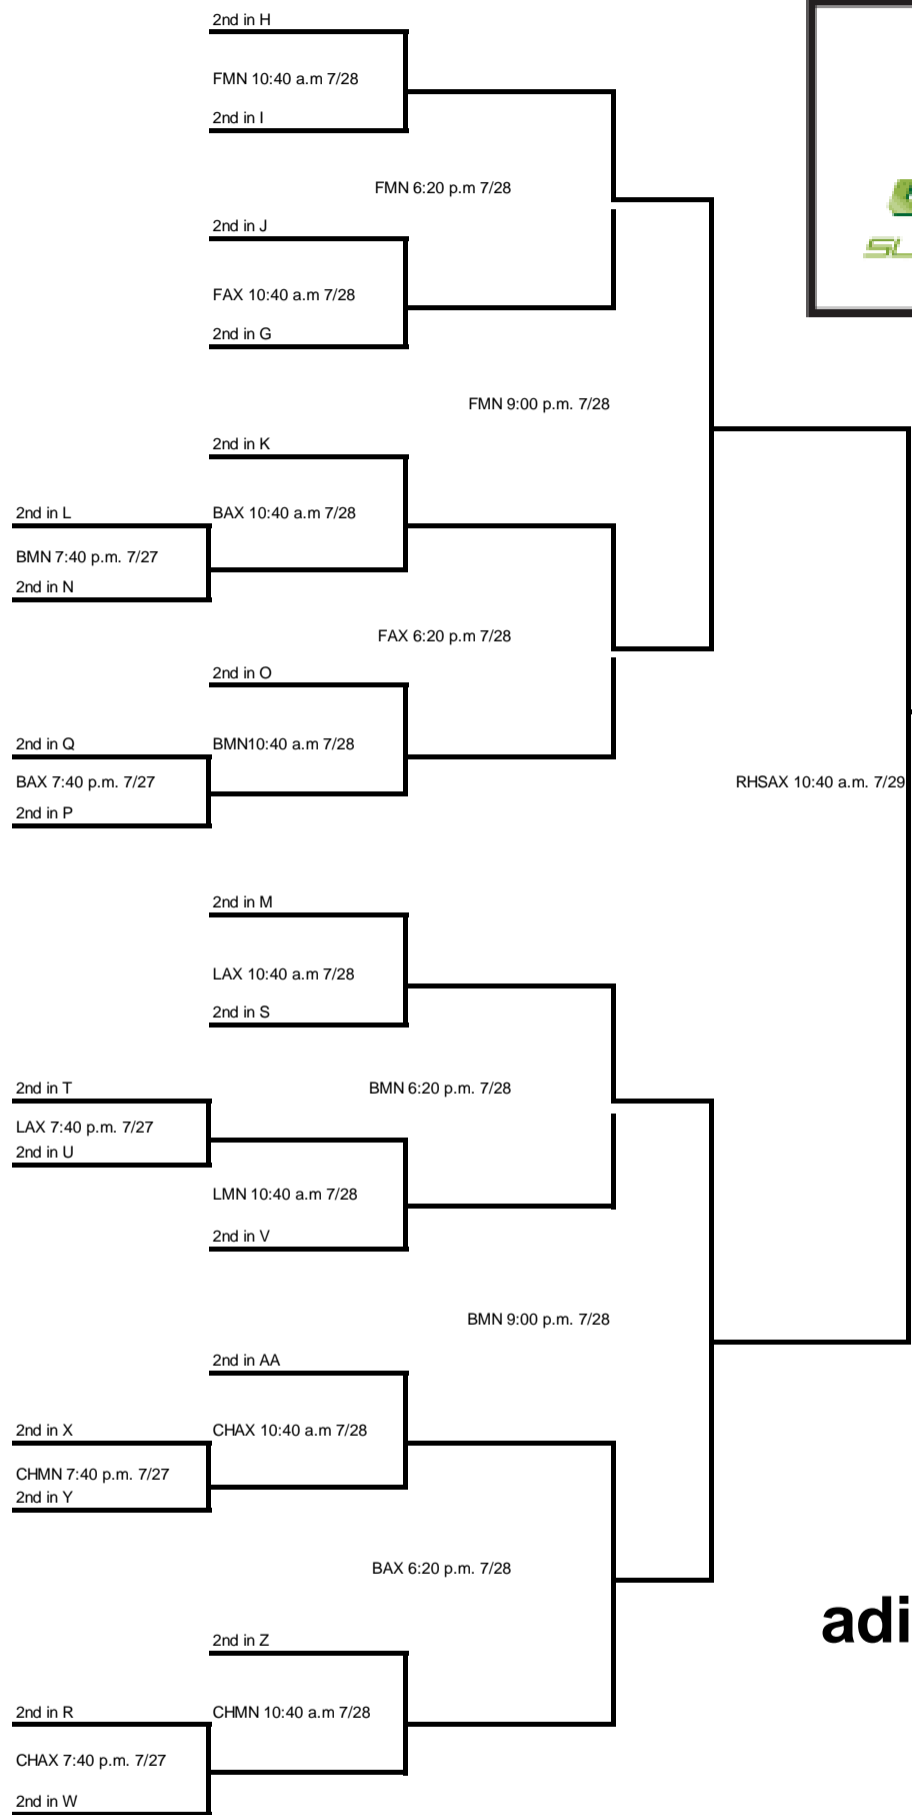 2nd in H
FMN 10:40 a.m 7/28
2nd in I
FMN 6:20 p.m 7/28
2nd in J
FAX 10:40 a.m 7/28
2nd in G
FMN 9:00 p.m. 7/28
2nd in K
2nd in L
BAX 10:40 a.m 7/28
BMN 7:40 p.m. 7/27
2nd in N
FAX 6:20 p.m 7/28
2nd in O
2nd in Q
BMN10:40 a.m 7/28
BAX 7:40 p.m. 7/27
RHSAX 10:40 a.m. 7/29
2nd in P
2nd in M
LAX 10:40 a.m 7/28
2nd in S
2nd in T
BMN 6:20 p.m. 7/28
LAX 7:40 p.m. 7/27
2nd in U
LMN 10:40 a.m 7/28
2nd in V
BMN 9:00 p.m. 7/28
2nd in AA
2nd in X
CHAX 10:40 a.m 7/28
CHMN 7:40 p.m. 7/27
2nd in Y
BAX 6:20 p.m. 7/28
adi
2nd in Z
2nd in R
CHMN 10:40 a.m 7/28
CHAX 7:40 p.m. 7/27
2nd in W